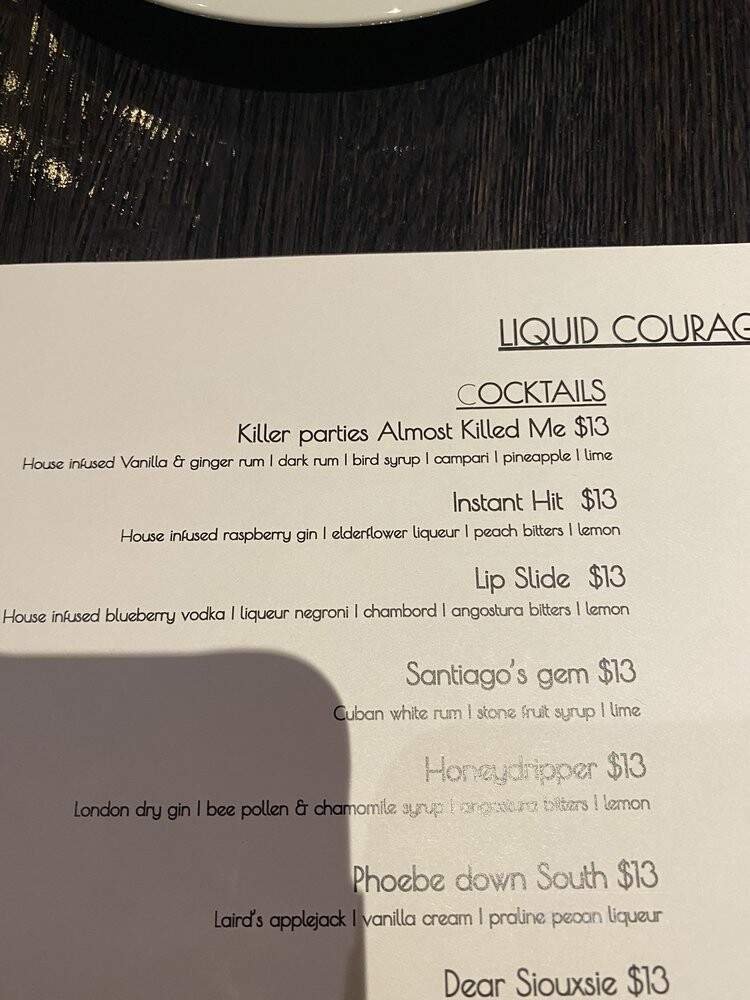 LIQUID COURAG
COCKTAILS
Killer parties Almost Killed Me $13
House infused Vanilla & ginger rum | dark rum | bird syrup | campari | pineapple | lime
Instant Hit $13
House infused raspberry gin | elderflower liqueur | peach bitters | lemon
Lip Slide $13
House infused blueberry vodka | liqueur negroni | chambord | angostura bitters | lemon
Santiago's gem $13
Cuban white rum | stone fruit syrup | lime
Honeydripper $13
London dry gin | bee pollen & chamomile syrup | angostura bitters | lemon
Phoebe down South $13
Laird's applejack | vanilla cream | praline pecan liqueur
Dear Siouxsie $13